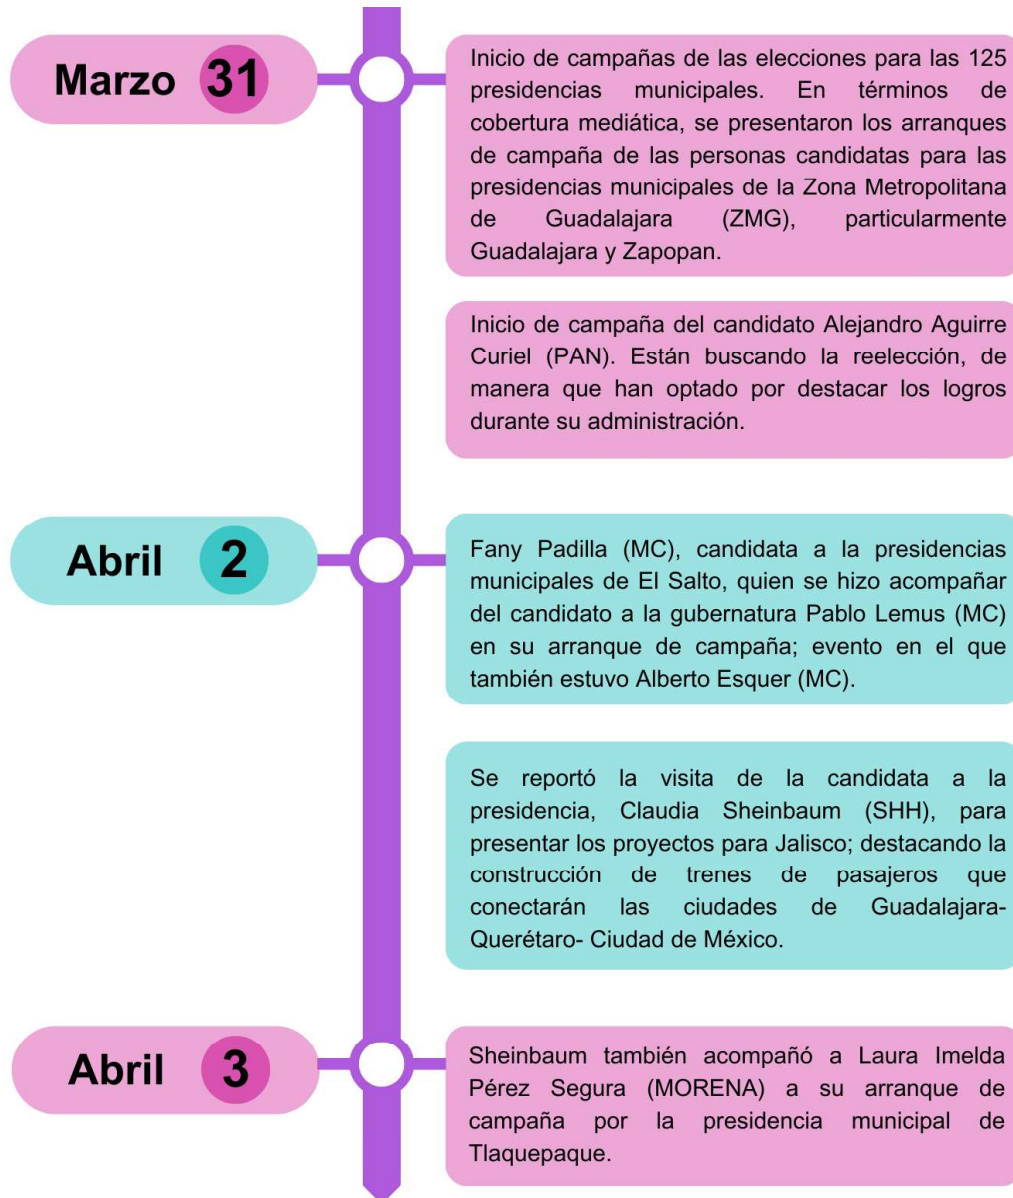 Marzo 31
Inicio de campañas de las elecciones para las 125
presidencias municipales. En términos de
cobertura mediática, se presentaron los arranques
de campaña de las personas candidatas para las
presidencias municipales de la Zona Metropolitana
de Guadalajara (ZMG), particularmente
Guadalajara y Zapopan.
Inicio de campaña del candidato Alejandro Aguirre
Curiel (PAN). Están buscando la reelección, de
manera que han optado por destacar los logros
durante su administración.
Abril 2
Fany Padilla (MC), candidata a la presidencias
municipales de El Salto, quien se hizo acompañar
del candidato a la gubernatura Pablo Lemus (MC)
en su arranque de campaña; evento en el que
también estuvo Alberto Esquer (MC).
Se reportó la visita de la candidata a la
presidencia, Claudia Sheinbaum (SHH), para
presentar los proyectos para Jalisco; destacando la
construcción de trenes de pasajeros que
conectarán las ciudades de Guadalajara-
Querétaro- Ciudad de México.
Abril 3
Sheinbaum también acompañó a Laura Imelda
Pérez Segura (MORENA) a su arranque de
campaña por la presidencia municipal de
Tlaquepaque.